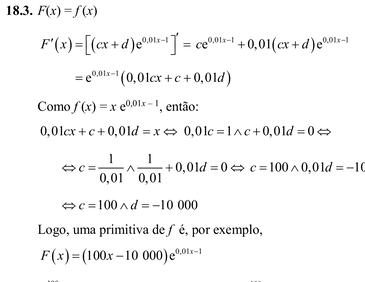 18.3. F(x) = f(x)
F′(x) = [(cx + d)e^{0,01x−1}]′ = ce^{0,01x−1} + 0,01(cx + d)e^{0,01x−1}
= e^{0,01x−1}(0,01cx + c + 0,01d)
Como f(x) = x e^{0,01x − 1}, então:
0,01cx + c + 0,01d = x ⇔ 0,01c = 1 ∧ c + 0,01d = 0 ⇔
⇔ c = 1/0,01 ∧ 1/0,01 + 0,01d = 0 ⇔ c = 100 ∧ 0,01d = −10
⇔ c = 100 ∧ d = −10 000
Logo, uma primitiva de f é, por exemplo,
F(x) = (100x − 10 000)e^{0,01x−1}